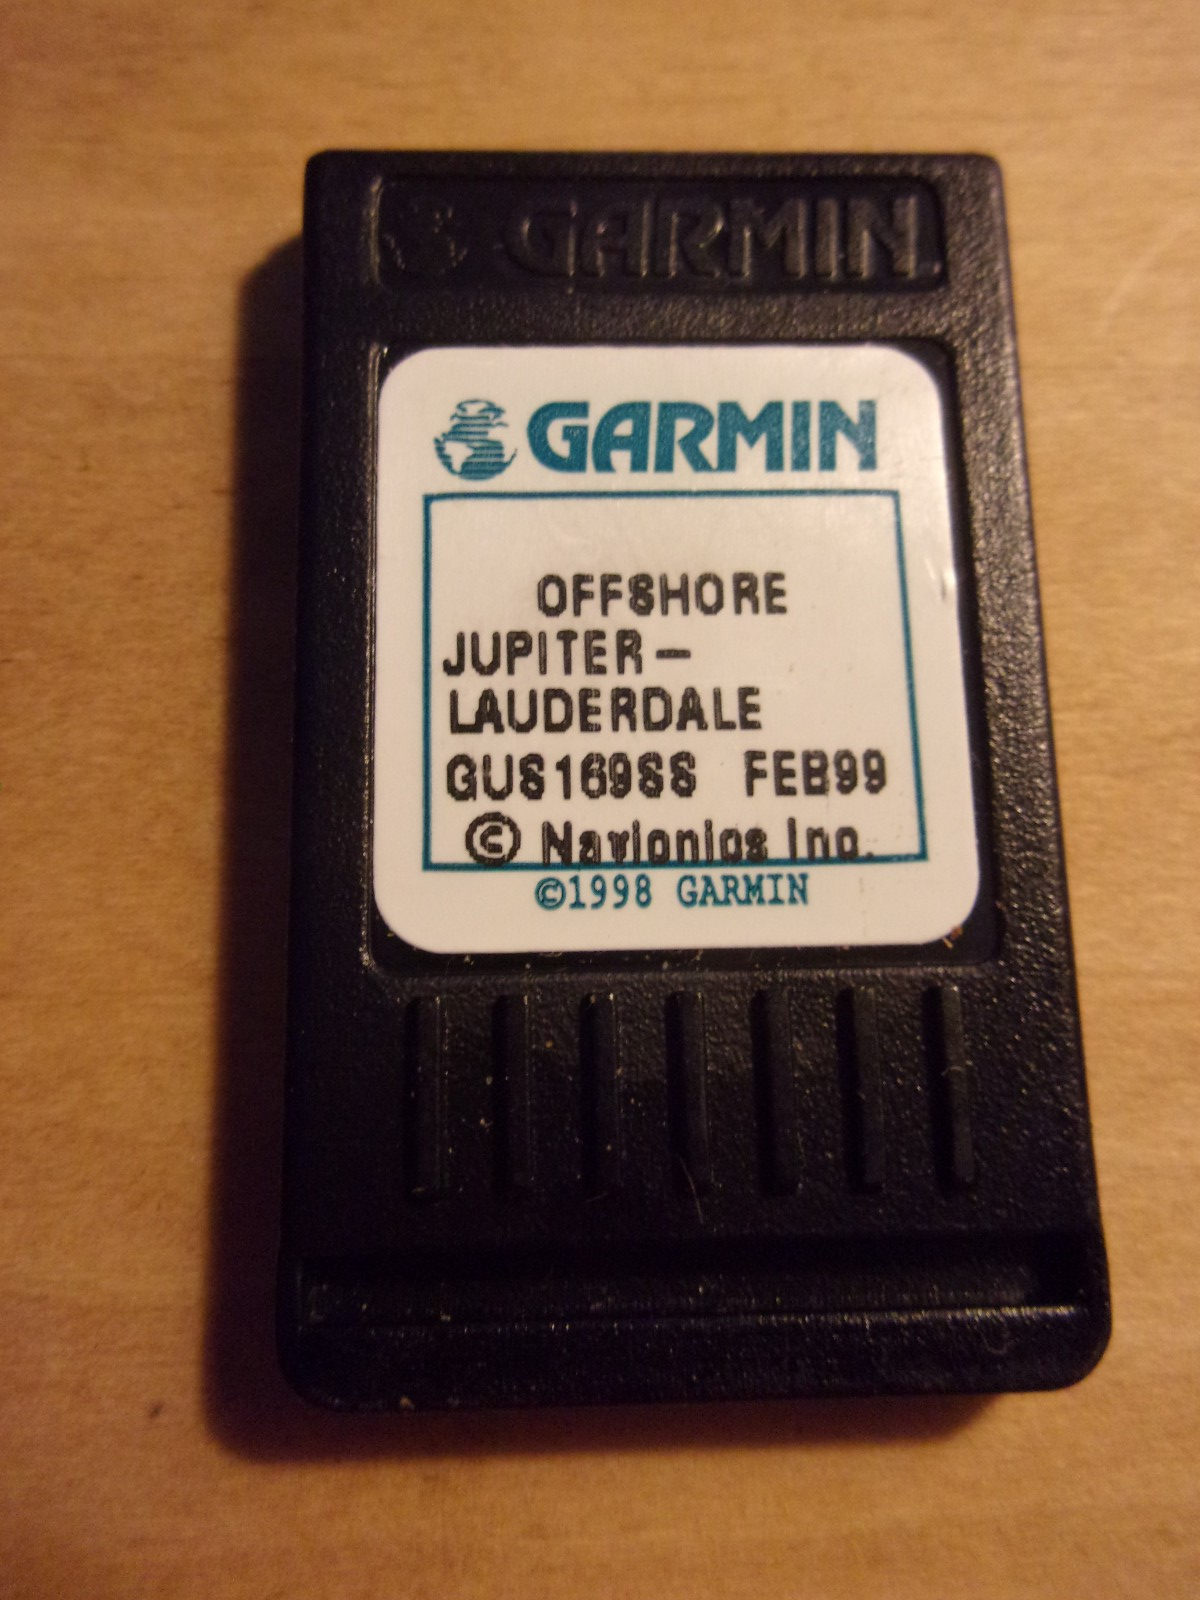 GARMIN
GARMIN
OFFSHORE
JUPITER-
LAUDERDALE
GUS169SS FEB99
© Navionics Inc.
©1998 GARMIN